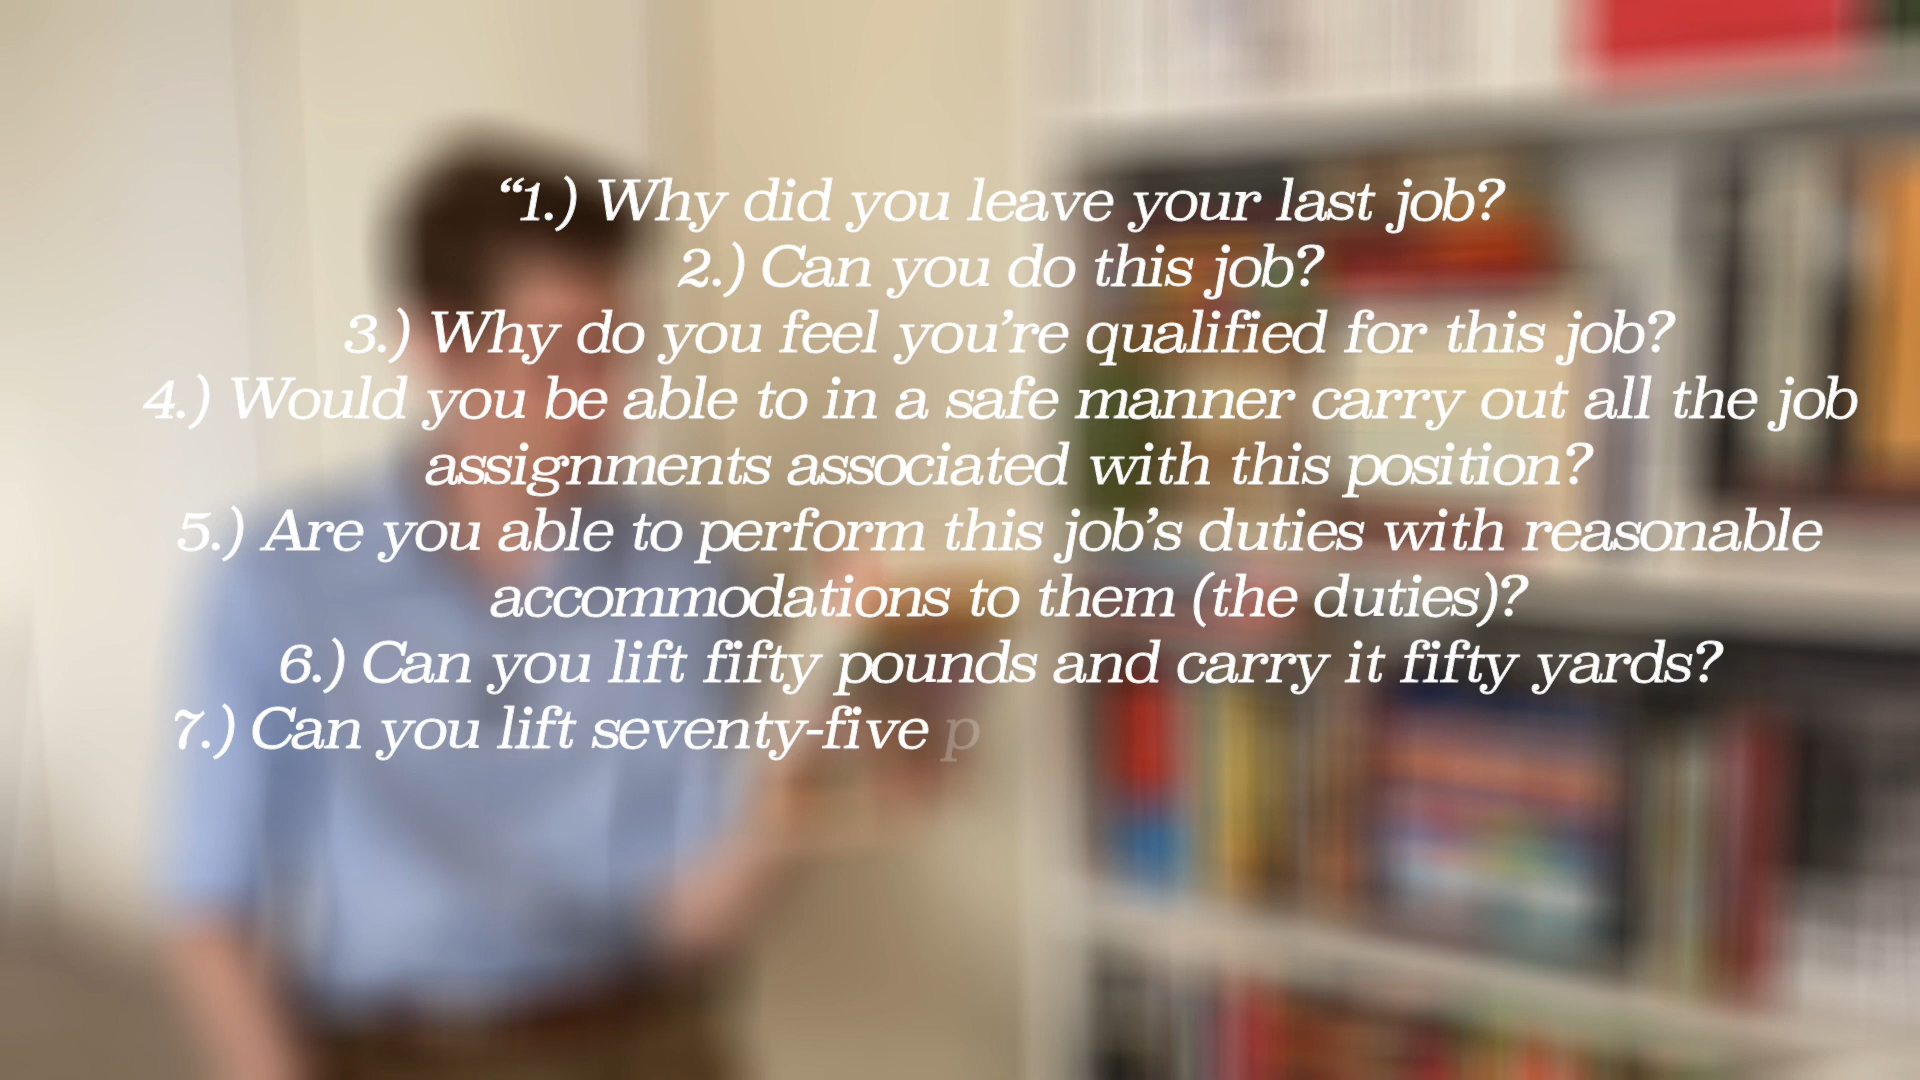 “1.) Why did you leave your last job?
2.) Can you do this job?
3.) Why do you feel you’re qualified for this job?
4.) Would you be able to in a safe manner carry out all the job
assignments associated with this position?
5.) Are you able to perform this job’s duties with reasonable
accommodations to them (the duties)?
6.) Can you lift fifty pounds and carry it fifty yards?
7.) Can you lift seventy-five p